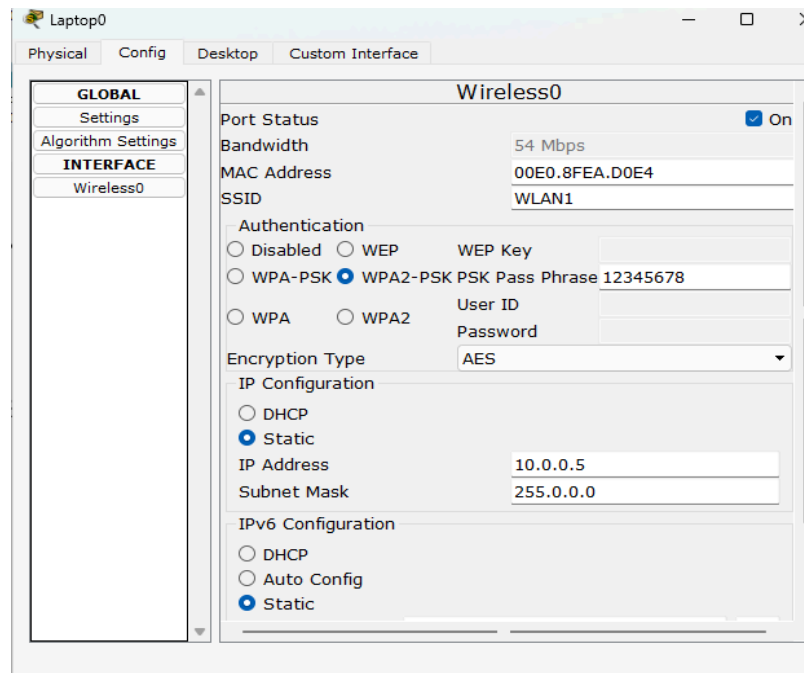 Laptop0
Physical Config Desktop Custom Interface
GLOBAL
Settings
Algorithm Settings
INTERFACE
Wireless0
Wireless0
Port Status On
Bandwidth 54 Mbps
MAC Address 00E0.8FEA.D0E4
SSID WLAN1
Authentication
Disabled WEP WEP Key
WPA-PSK WPA2-PSK PSK Pass Phrase 12345678
WPA WPA2 User ID
Password
Encryption Type AES
IP Configuration
DHCP
Static
IP Address 10.0.0.5
Subnet Mask 255.0.0.0
IPv6 Configuration
DHCP
Auto Config
Static